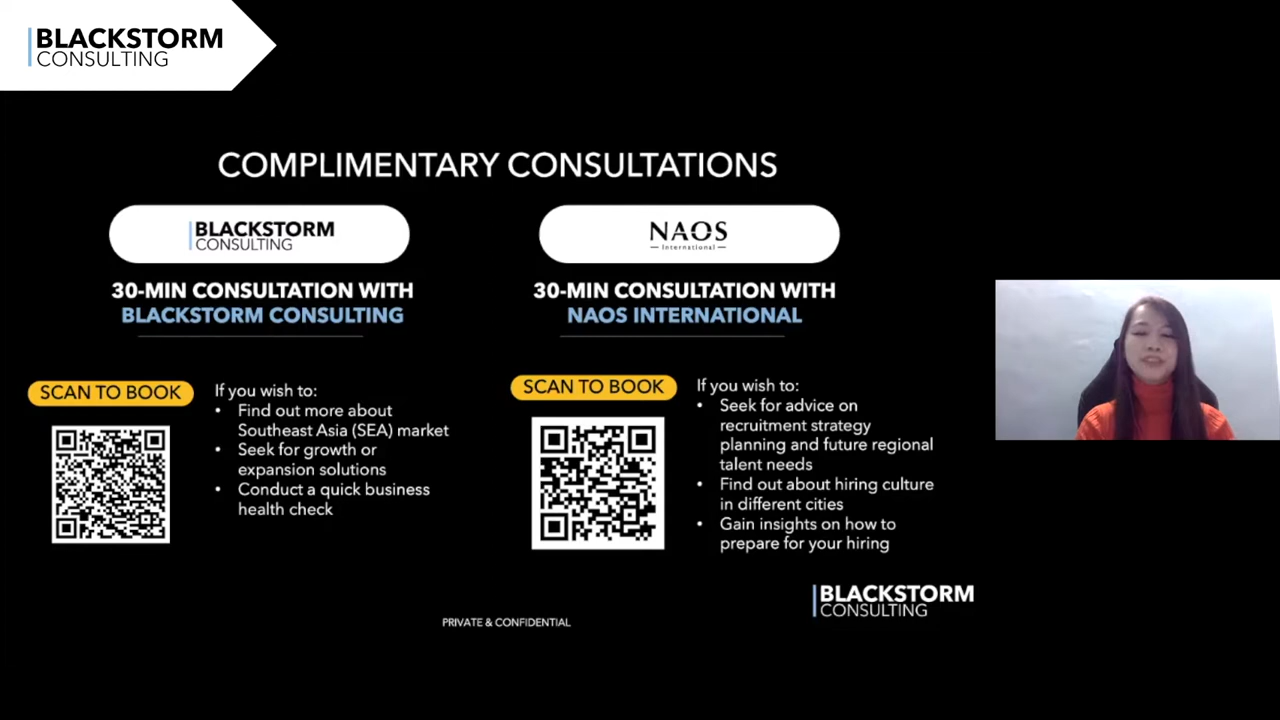 BLACKSTORM
CONSULTING
COMPLIMENTARY CONSULTATIONS
BLACKSTORM
CONSULTING
30-MIN CONSULTATION WITH
BLACKSTORM CONSULTING
SCAN TO BOOK
If you wish to:
• Find out more about
Southeast Asia (SEA) market
• Seek for growth or
expansion solutions
• Conduct a quick business
health check
NAOS
International
30-MIN CONSULTATION WITH
NAOS INTERNATIONAL
SCAN TO BOOK
If you wish to:
• Seek for advice on
recruitment strategy
planning and future regional
talent needs
• Find out about hiring culture
in different cities
• Gain insights on how to
prepare for your hiring
BLACKSTORM
CONSULTING
PRIVATE & CONFIDENTIAL